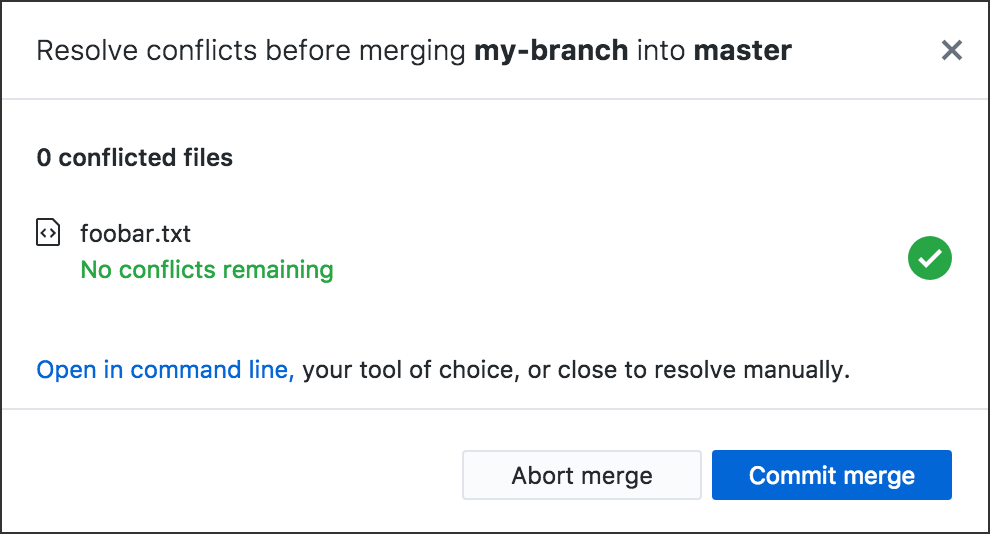 Resolve conflicts before merging my-branch into master
0 conflicted files
foobar.txt
No conflicts remaining
Open in command line, your tool of choice, or close to resolve manually.
Abort merge
Commit merge